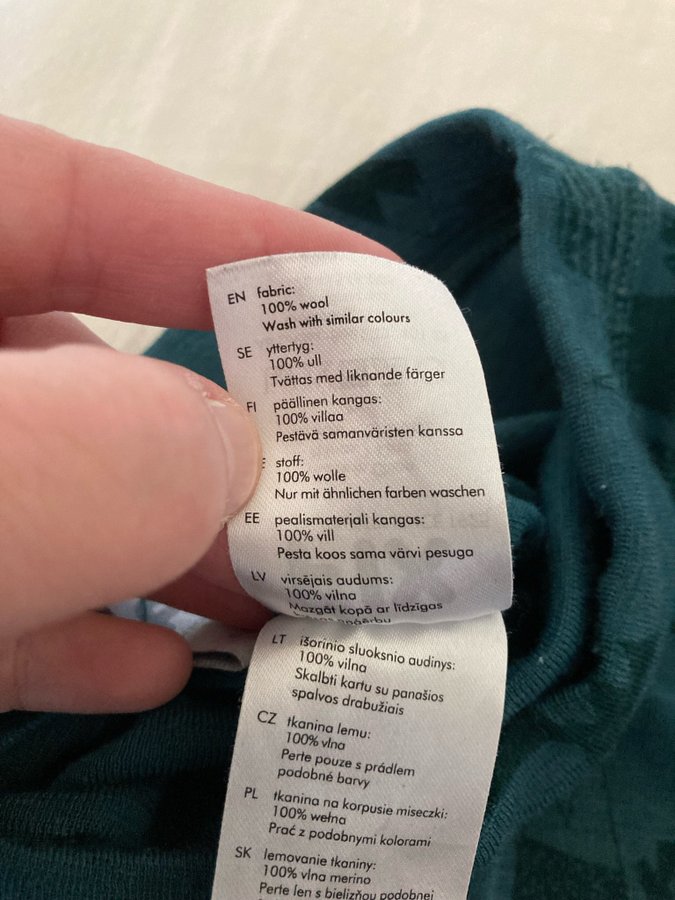 EN fabric:
100% wool
Wash with similar colours
SE yttertyg:
100% ull
Tvättas med liknande färger
FI päällinen kangas:
100% villaa
Pestävä samanväristen kanssa
stoff:
100% wolle
Nur mit ähnlichen farben waschen
EE pealismaterjali kangas:
100% vill
Pesta koos sama värvi pesuga
LV virsējais audums:
100% vilna
Mazgāt kopā ar līdzīgas
LT išorinio sluoksnio audinys:
100% vilna
Skalbti kartu su panašios
spalvos drabužiais
CZ tkanina lemu:
100% vlna
Perte pouze s prádlem
podobné barvy
PL tkanina na korpusie miseczki:
100% wełna
Prać z podobnymi kolorami
SK lemovanie tkaniny:
100% vlna merino
Perte len s bielizňou podobnej